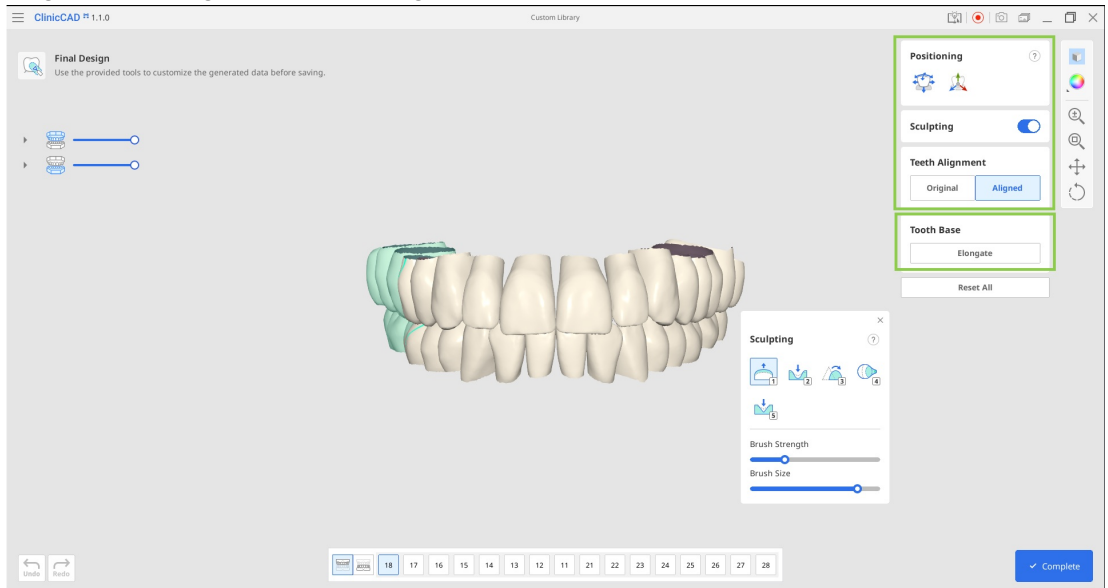 ClinicCAD 1.1.0
Custom Library
Final Design
Use the provided tools to customize the generated data before saving.
Positioning ?
Sculpting
Teeth Alignment
Original Aligned
Tooth Base
Elongate
Reset All
Sculpting ?
1 2 3 4
5
Brush Strength
Brush Size
Undo Redo
18 17 16 15 14 13 12 11 21 22 23 24 25 26 27 28
Complete